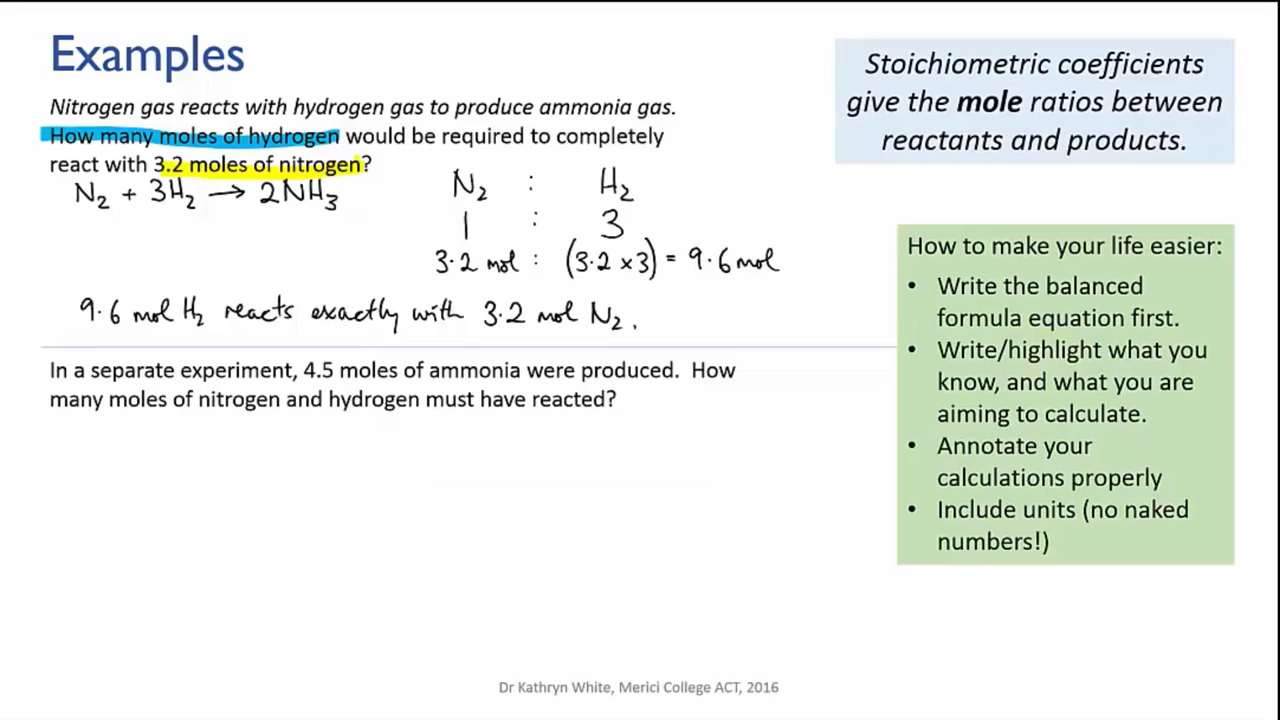 Examples
Nitrogen gas reacts with hydrogen gas to produce ammonia gas.
How many moles of hydrogen would be required to completely
react with 3.2 moles of nitrogen?
N₂ + 3H₂ → 2NH₃
N₂ : H₂
1 : 3
3.2 mol : (3.2 × 3) = 9.6 mol
9.6 mol H₂ reacts exactly with 3.2 mol N₂.
In a separate experiment, 4.5 moles of ammonia were produced. How
many moles of nitrogen and hydrogen must have reacted?
Stoichiometric coefficients
give the mole ratios between
reactants and products.
How to make your life easier:
• Write the balanced
formula equation first.
• Write/highlight what you
know, and what you are
aiming to calculate.
• Annotate your
calculations properly
• Include units (no naked
numbers!)
Dr Kathryn White, Merici College ACT, 2016